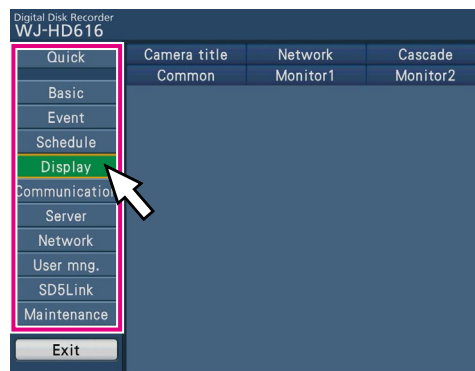 Digital Disk Recorder
WJ-HD616
Quick
Camera title Network Cascade
Common Monitor1 Monitor2
Basic
Event
Schedule
Display
Communication
Server
Network
User mng.
SD5Link
Maintenance
Exit